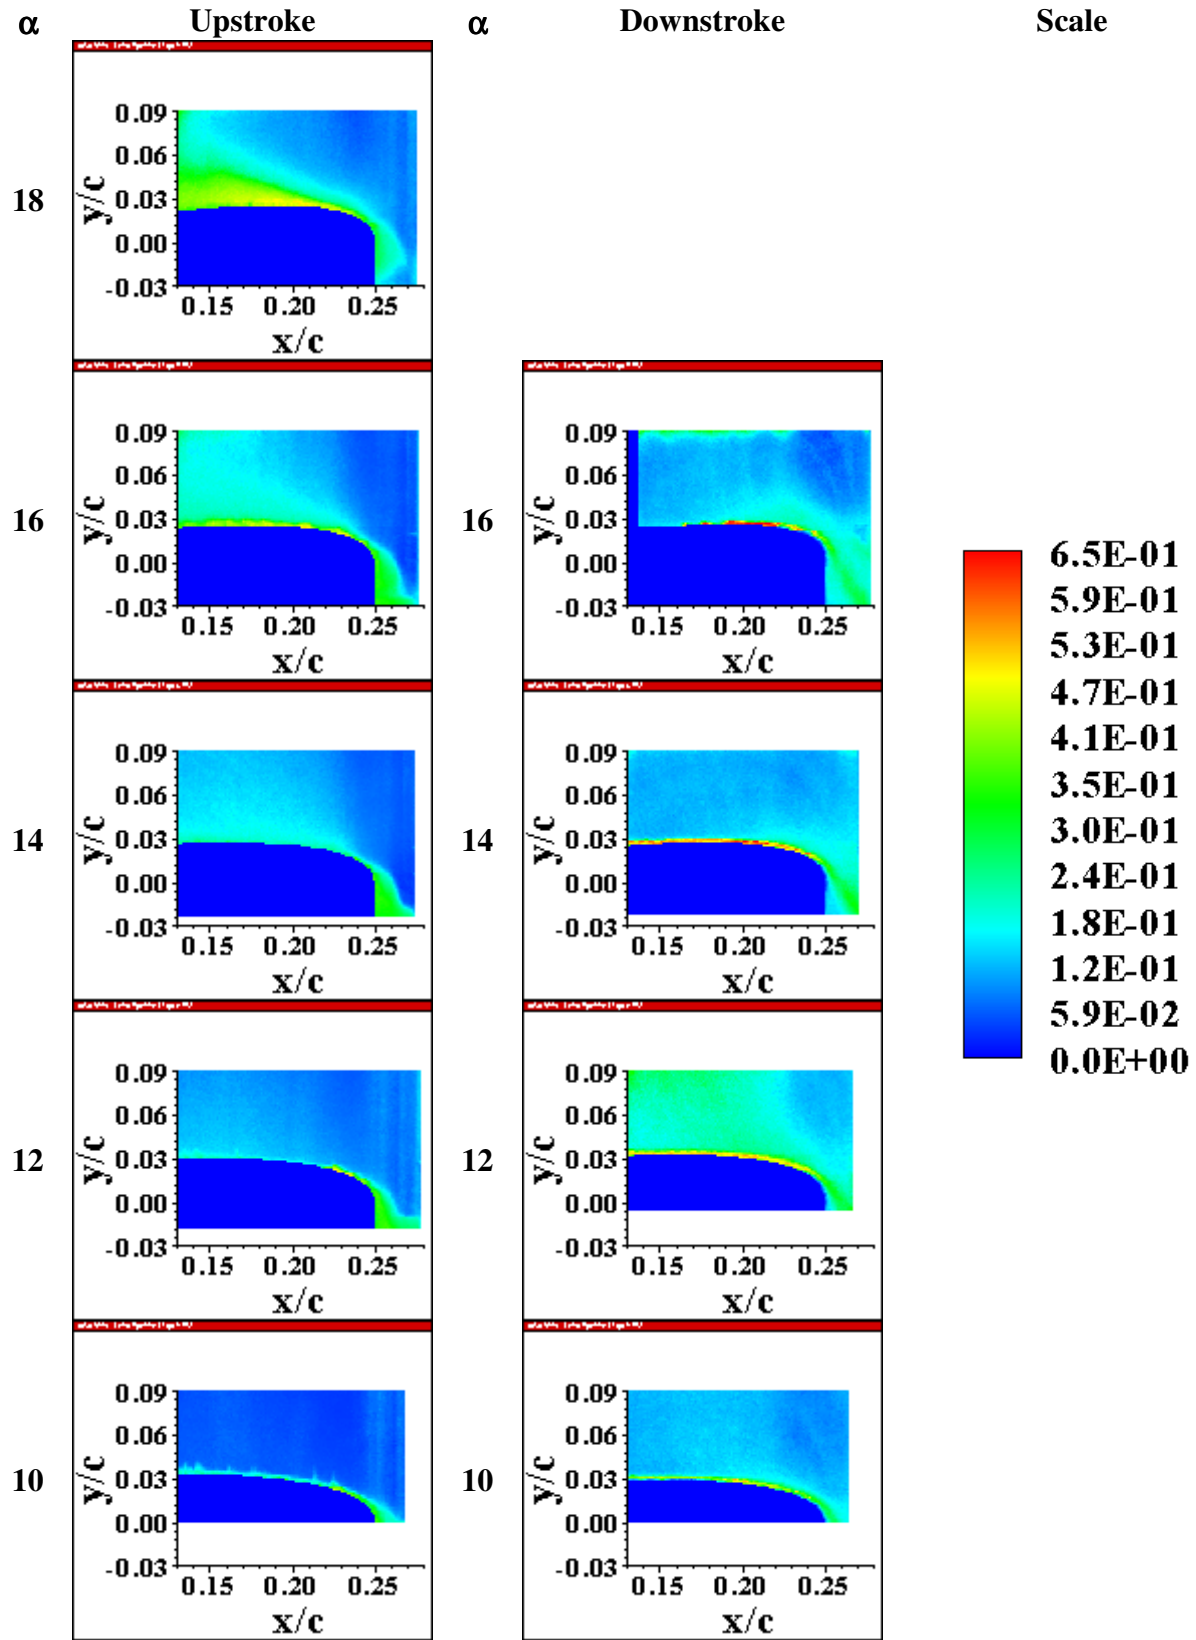 α Upstroke α Downstroke Scale
18
y/c
0.09
0.06
0.03
0.00
-0.03
0.15 0.20 0.25
x/c
16
y/c
0.09
0.06
0.03
0.00
-0.03
0.15 0.20 0.25
x/c
16
y/c
0.09
0.06
0.03
0.00
-0.03
0.15 0.20 0.25
x/c
14
y/c
0.09
0.06
0.03
0.00
-0.03
0.15 0.20 0.25
x/c
14
y/c
0.09
0.06
0.03
0.00
-0.03
0.15 0.20 0.25
x/c
12
y/c
0.09
0.06
0.03
0.00
-0.03
0.15 0.20 0.25
x/c
12
y/c
0.09
0.06
0.03
0.00
-0.03
0.15 0.20 0.25
x/c
10
y/c
0.09
0.06
0.03
0.00
-0.03
0.15 0.20 0.25
x/c
10
y/c
0.09
0.06
0.03
0.00
-0.03
0.15 0.20 0.25
x/c
6.5E-01
5.9E-01
5.3E-01
4.7E-01
4.1E-01
3.5E-01
3.0E-01
2.4E-01
1.8E-01
1.2E-01
5.9E-02
0.0E+00